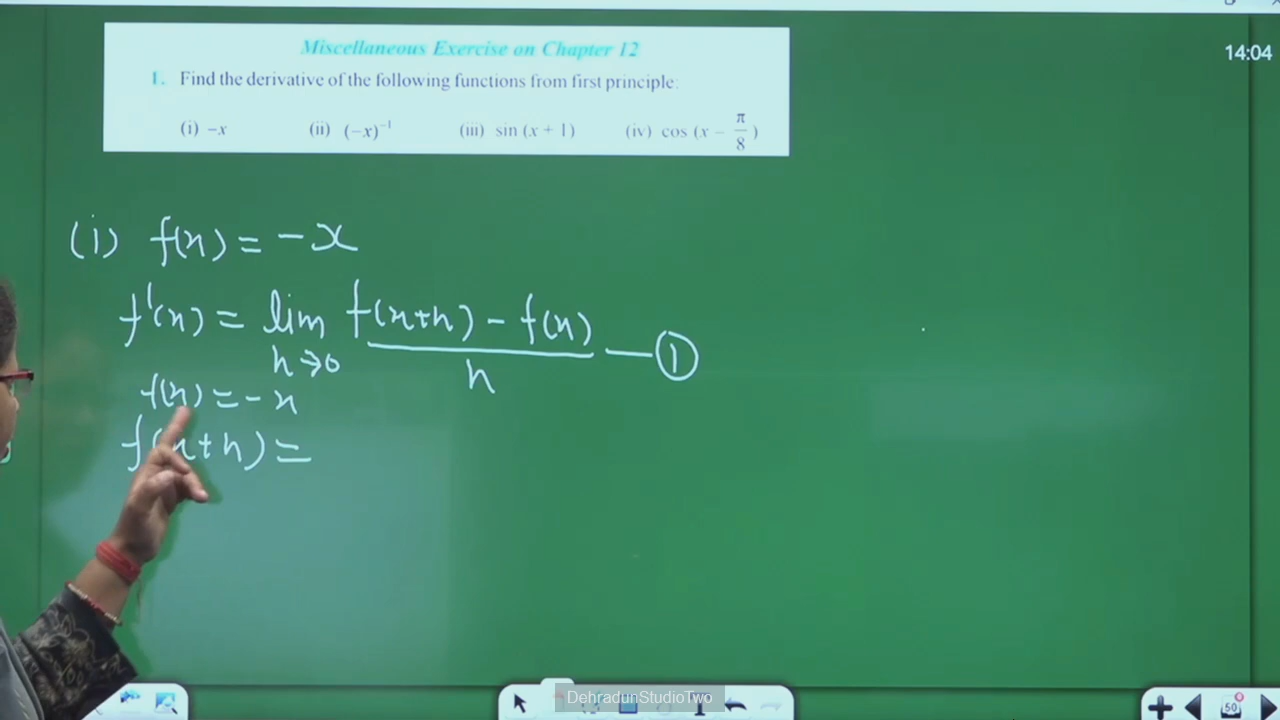 14:04
Miscellaneous Exercise on Chapter 12
1. Find the derivative of the following functions from first principle:
(i) −x (ii) (−x)⁻¹ (iii) sin (x + 1) (iv) cos (x − π/8)
(i) f(x) = −x
f'(x) = lim h→0 f(x+h) − f(x) / h — ①
f(x) = − x
f(x+h) =
DehradunStudioTwo
50